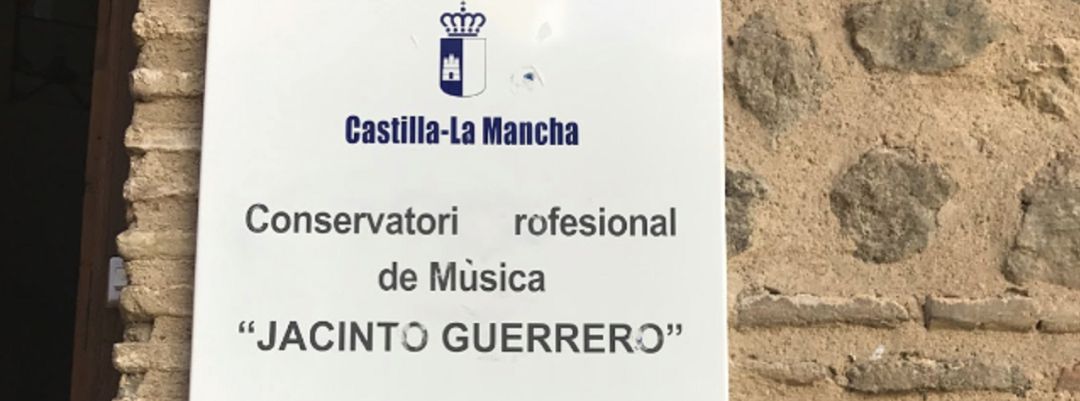 Castilla-La Mancha
Conservatori rofesional
de Mùsica
“JACINTO GUERRERO”